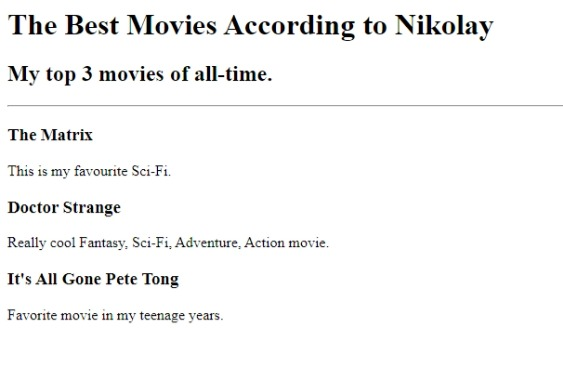 The Best Movies According to Nikolay
My top 3 movies of all-time.
The Matrix
This is my favourite Sci-Fi.
Doctor Strange
Really cool Fantasy, Sci-Fi, Adventure, Action movie.
It's All Gone Pete Tong
Favorite movie in my teenage years.